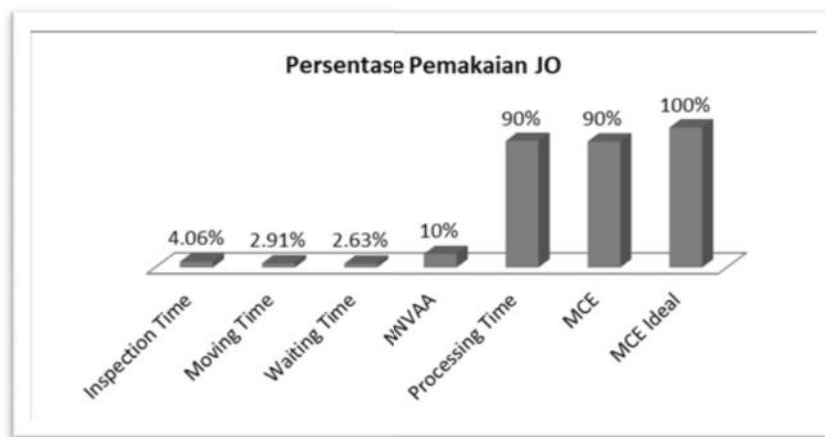 Persentase Pemakaian JO
4.06%
2.91%
2.63%
10%
90%
90%
100%
Inspection Time
Moving Time
Waiting Time
NNVAA
Processing Time
MCE
MCE Ideal